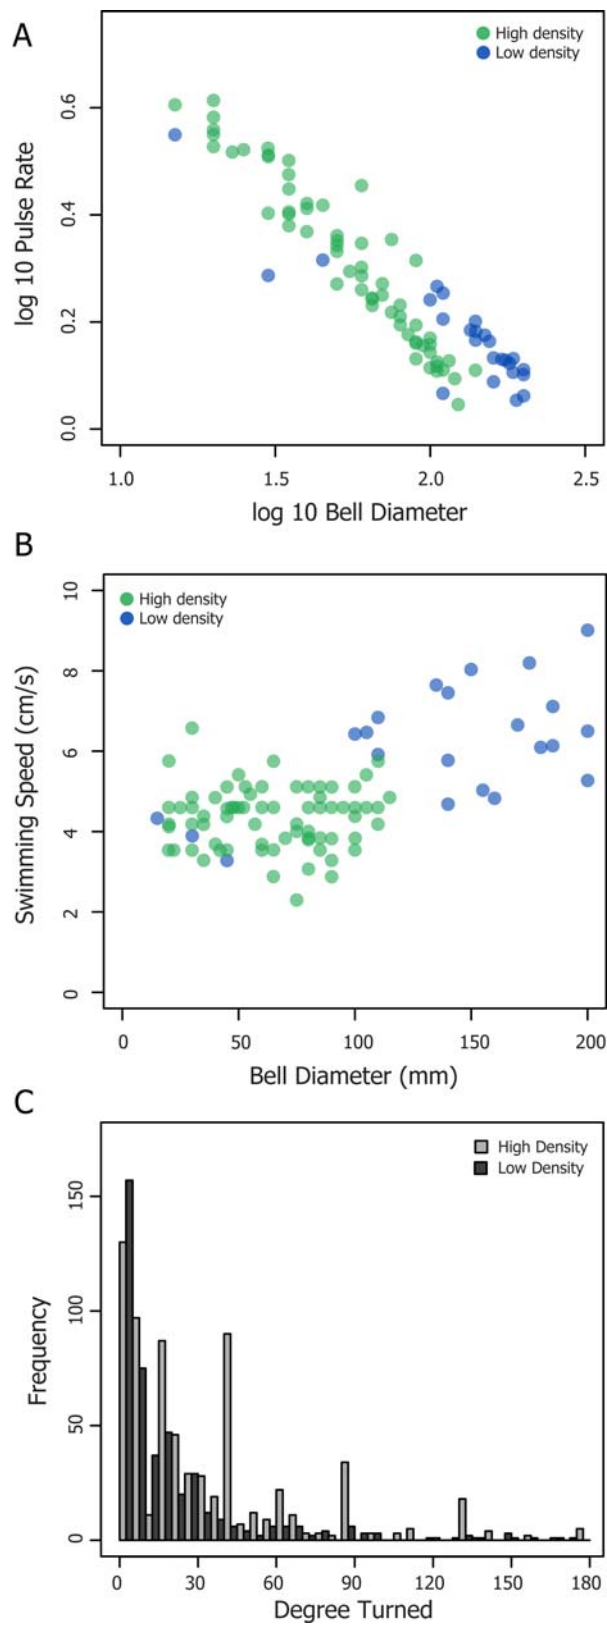 A
High density
Low density
log 10 Pulse Rate
0.6
0.4
0.2
0.0
1.0 1.5 2.0 2.5
log 10 Bell Diameter
B
High density
Low density
Swimming Speed (cm/s)
10
8
6
4
2
0
0 50 100 150 200
Bell Diameter (mm)
C
High Density
Low Density
Frequency
150
100
50
0
0 30 60 90 120 150 180
Degree Turned